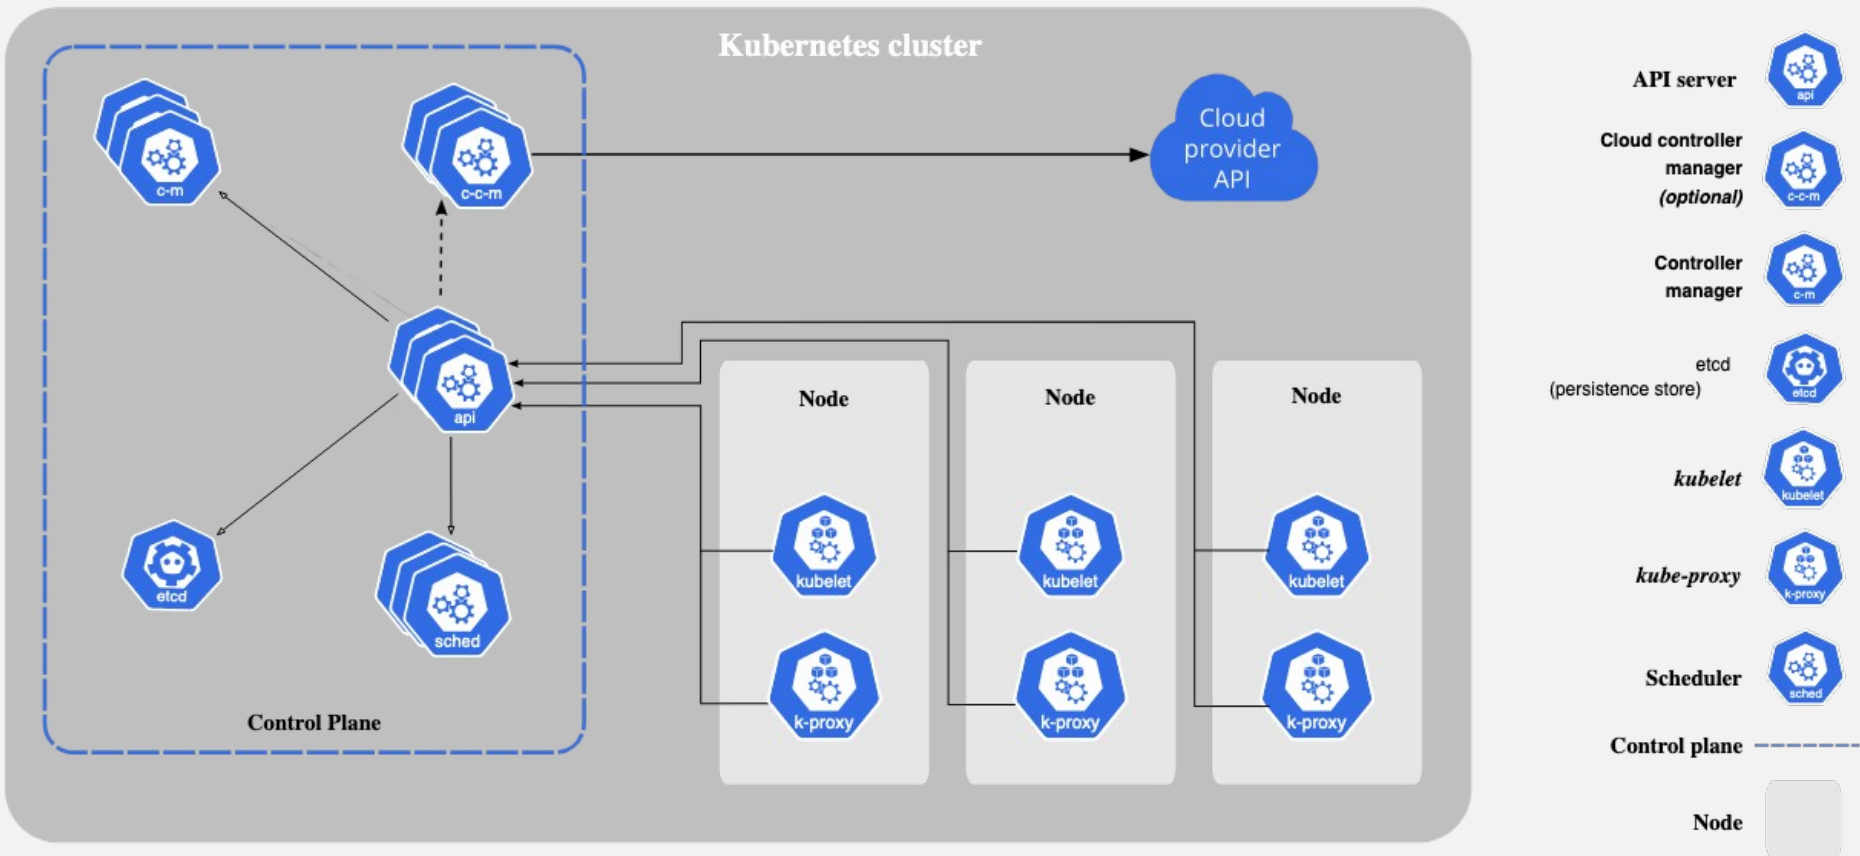 Kubernetes cluster
c-m
c-c-m
Cloud
provider
API
api
etcd
sched
Control Plane
Node
kubelet
k-proxy
Node
kubelet
k-proxy
Node
kubelet
k-proxy
API server
api
Cloud controller
manager
(optional)
c-c-m
Controller
manager
c-m
etcd
(persistence store)
etcd
kubelet
kubelet
kube-proxy
k-proxy
Scheduler
sched
Control plane
Node